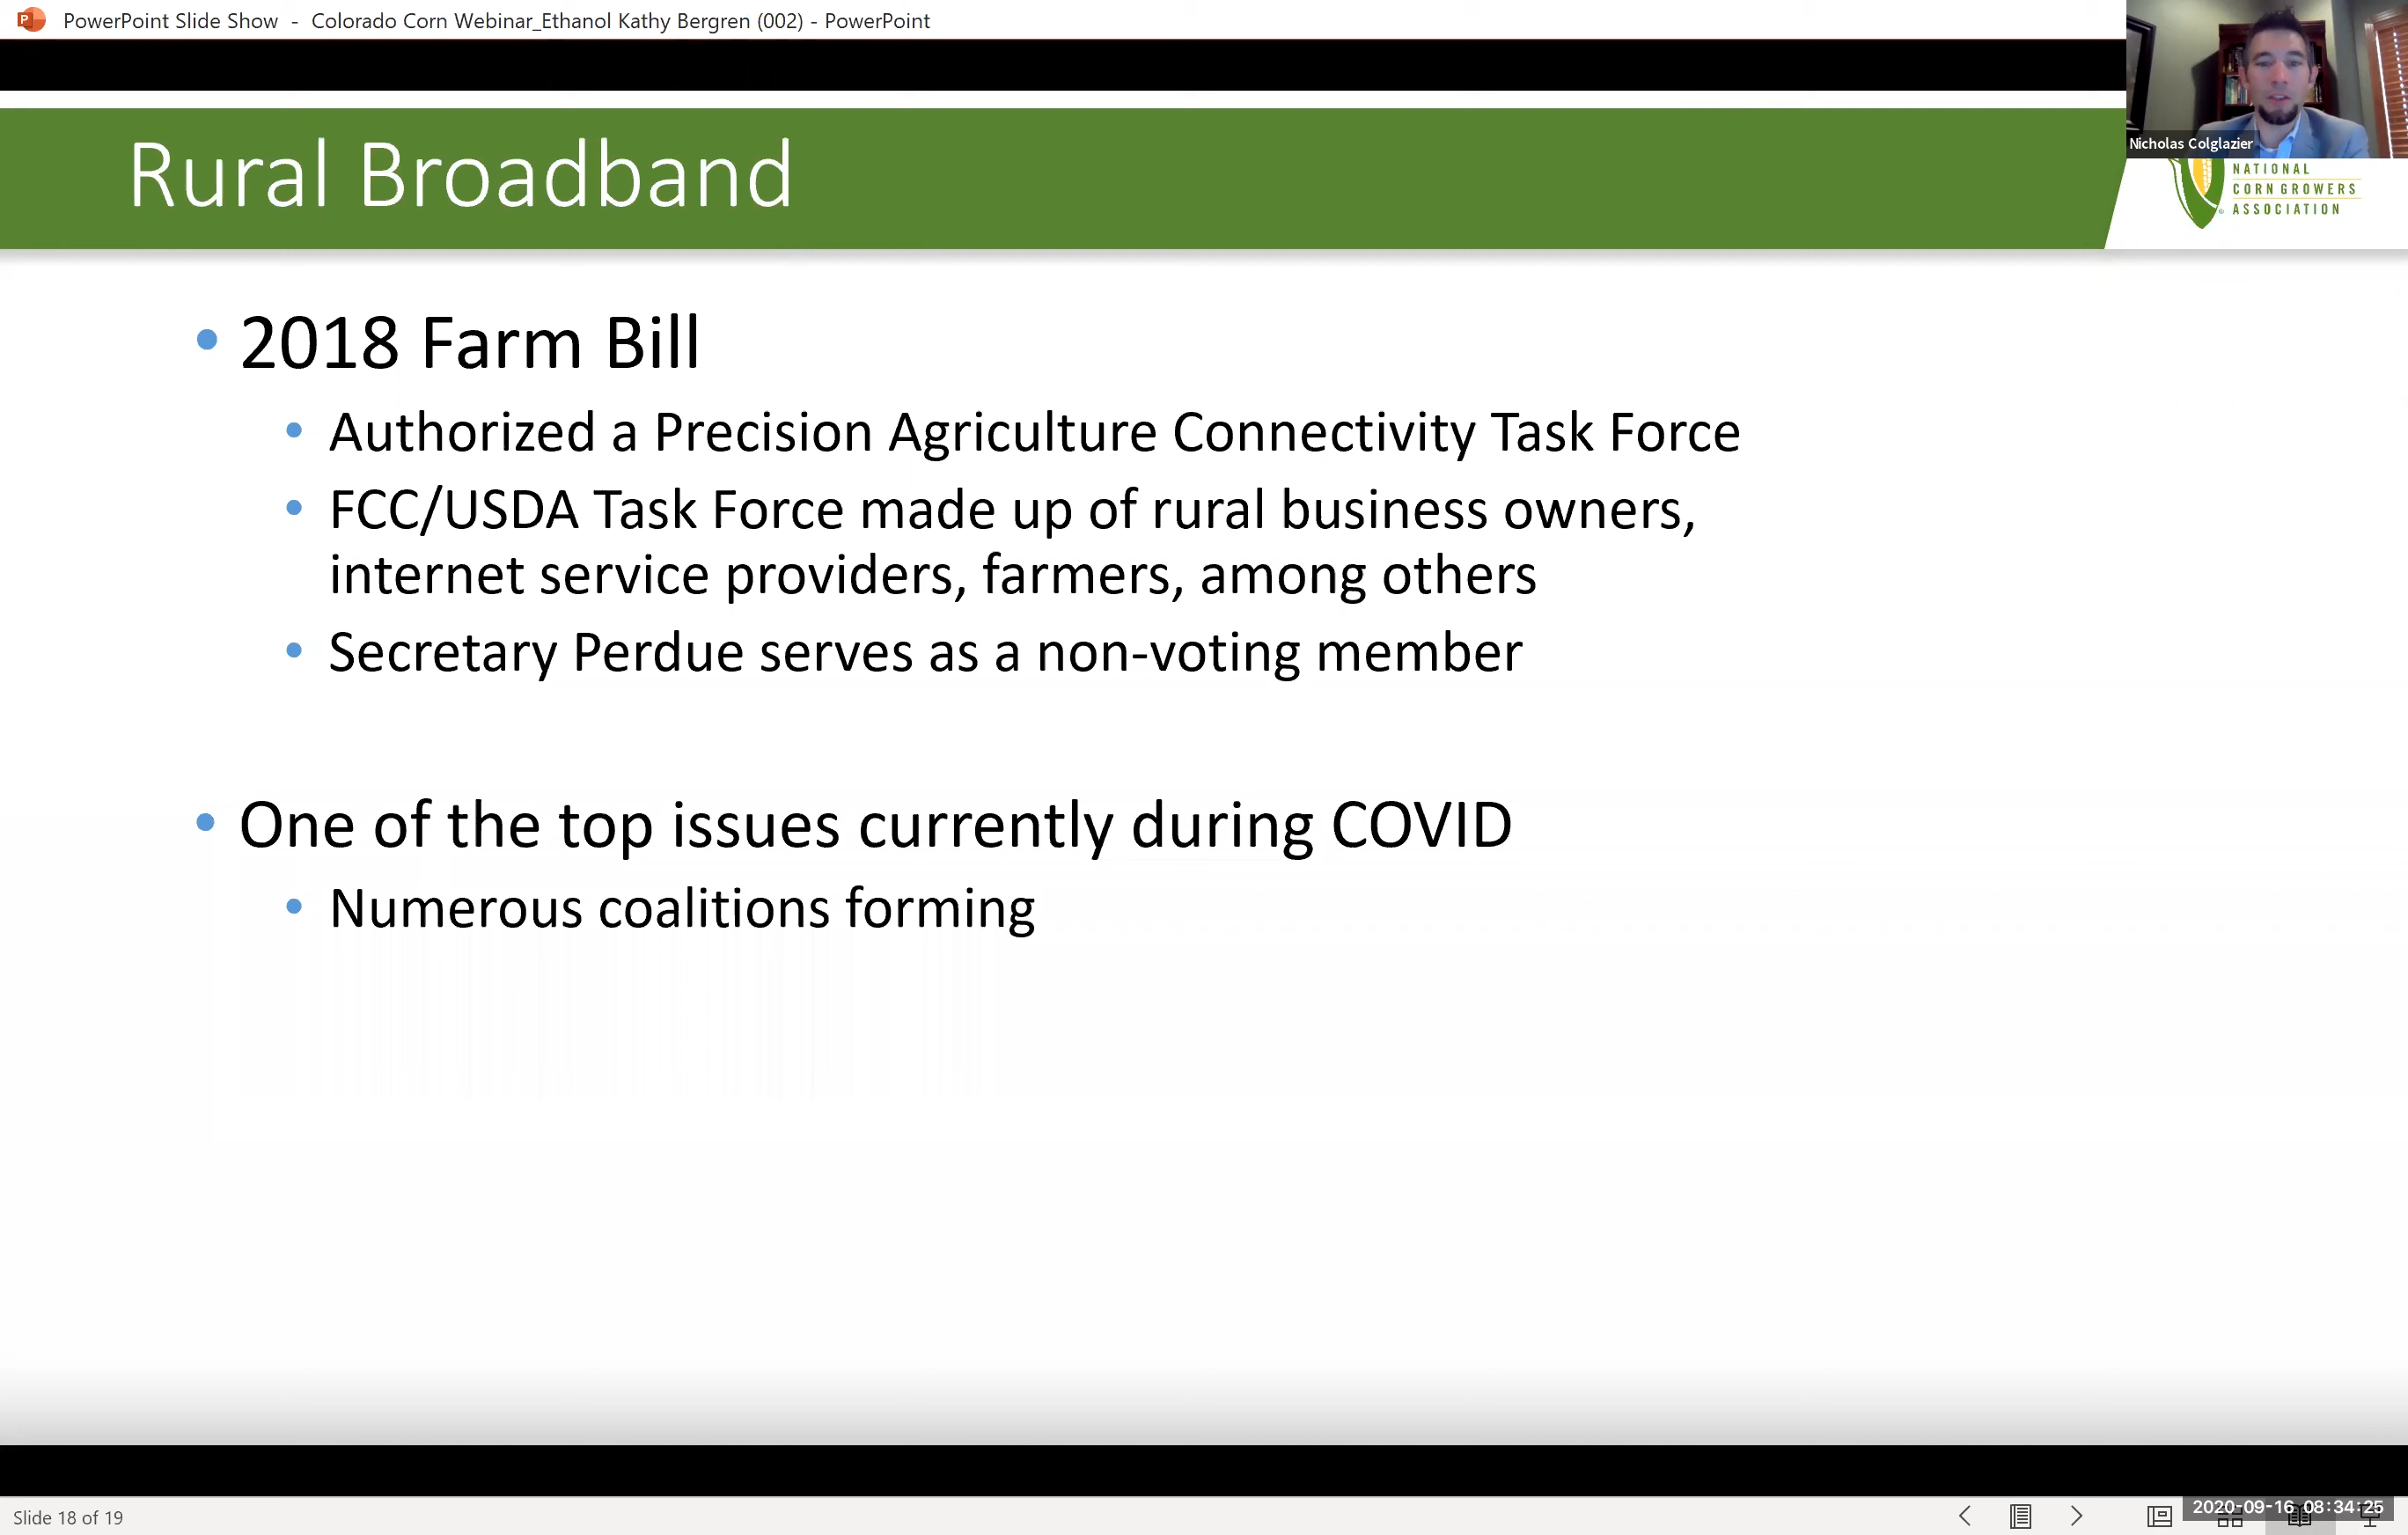 PowerPoint Slide Show - Colorado Corn Webinar_Ethanol Kathy Bergren (002) - PowerPoint
Nicholas Colglazier
Rural Broadband
NATIONAL
CORN GROWERS
ASSOCIATION
• 2018 Farm Bill
• Authorized a Precision Agriculture Connectivity Task Force
• FCC/USDA Task Force made up of rural business owners,
internet service providers, farmers, among others
• Secretary Perdue serves as a non-voting member
• One of the top issues currently during COVID
• Numerous coalitions forming
Slide 18 of 19
2020-09-16 08:34:25